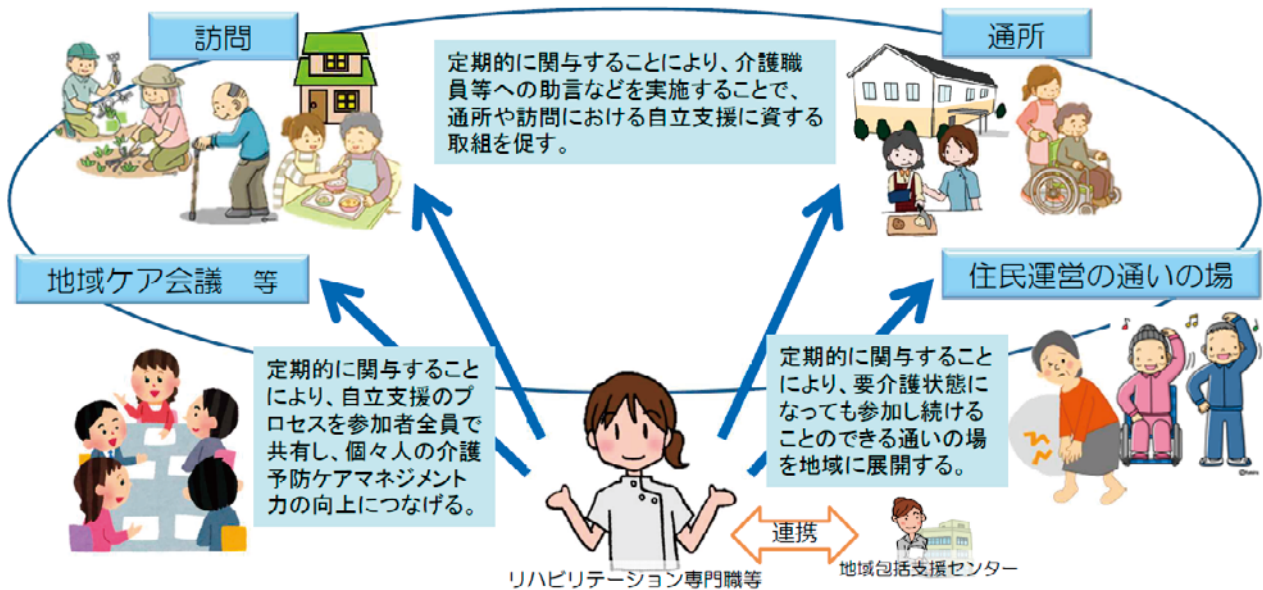 訪問
通所
定期的に関与することにより、介護職
員等への助言などを実施することで、
通所や訪問における自立支援に資する
取組を促す。
地域ケア会議　等
住民運営の通いの場
定期的に関与すること
により、自立支援のプ
ロセスを参加者全員で
共有し、個々人の介護
予防ケアマネジメント
力の向上につなげる。
定期的に関与すること
により、要介護状態に
なっても参加し続ける
ことのできる通いの場
を地域に展開する。
連携
リハビリテーション専門職等
地域包括支援センター